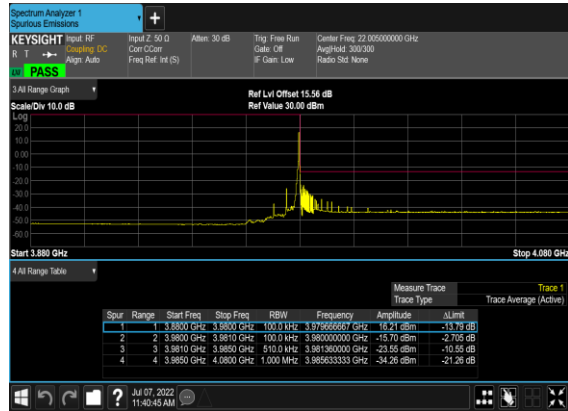 Spectrum Analyzer 1
Spurious Emissions
+
KEYSIGHT Input: RF Input Z: 50 Ω Atten: 30 dB Trig: Free Run Center Freq: 22.005000000 GHz
R T Coupling: DC Corr CCorr Gate: Off Avg|Hold: 300/300
Align: Auto Freq Ref: Int (S) IF Gain: Low Radio Std: None
PASS
3 All Range Graph
Ref Lvl Offset 15.56 dB
Scale/Div 10.0 dB Ref Value 30.00 dBm
Log
20.0
10.0
0.00
-10.0
-20.0
-30.0
-40.0
-50.0
-60.0
Start 3.880 GHz Stop 4.080 GHz
4 All Range Table
Measure Trace Trace 1
Trace Type Trace Average (Active)
Spur Range Start Freq Stop Freq RBW Frequency Amplitude ΔLimit
1 1 3.8800 GHz 3.9800 GHz 100.0 kHz 3.979666667 GHz 16.21 dBm -13.79 dB
2 2 3.9800 GHz 3.9810 GHz 100.0 kHz 3.980000000 GHz -15.70 dBm -2.705 dB
3 3 3.9810 GHz 3.9850 GHz 510.0 kHz 3.981360000 GHz -23.55 dBm -10.55 dB
4 4 3.9850 GHz 4.0800 GHz 1.000 MHz 3.985633333 GHz -34.26 dBm -21.26 dB
? Jul 07, 2022
11:40:45 AM